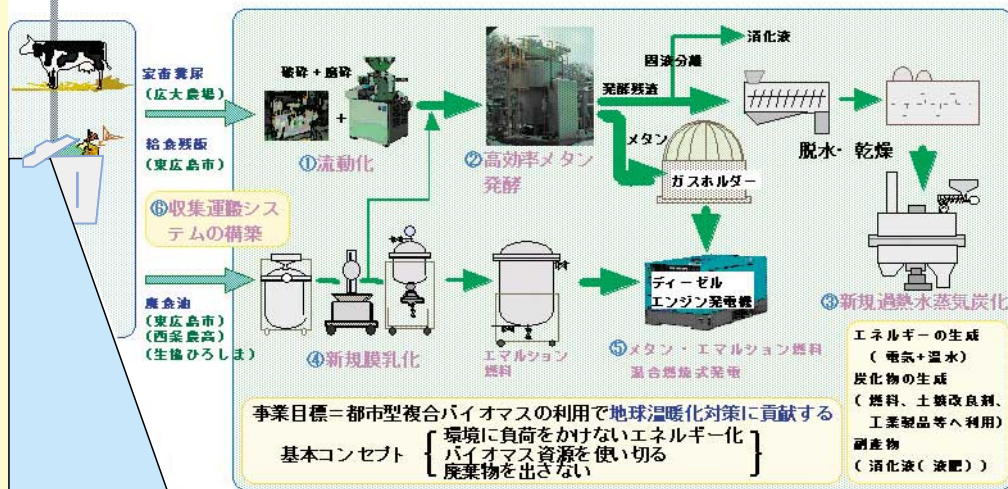 家畜糞尿
(広大農場)
給食残飯
(東広島市)
⑥収集運搬シス
テムの構築
廃食油
(東広島市)
(西条農高)
(生協ひろしま)
破砕+磨砕
+
①流動化
②高効率メタン
発酵
発酵残渣
固液分離
消化液
メタン
ガスホルダー
脱水・乾燥
③新規過熱水蒸気炭化
④新規膜乳化
エマルション
燃料
ディーゼル
エンジン発電機
⑤メタン・エマルション燃料
混合燃焼式発電
エネルギーの生成
(電気+温水)
炭化物の生成
(燃料、土壌改良剤、
工業製品等へ利用)
副産物
(消化液(液肥))
事業目標=都市型複合バイオマスの利用で地球温暖化対策に貢献する
基本コンセプト
環境に負荷をかけないエネルギー化
バイオマス資源を使い切る
廃棄物を出さない